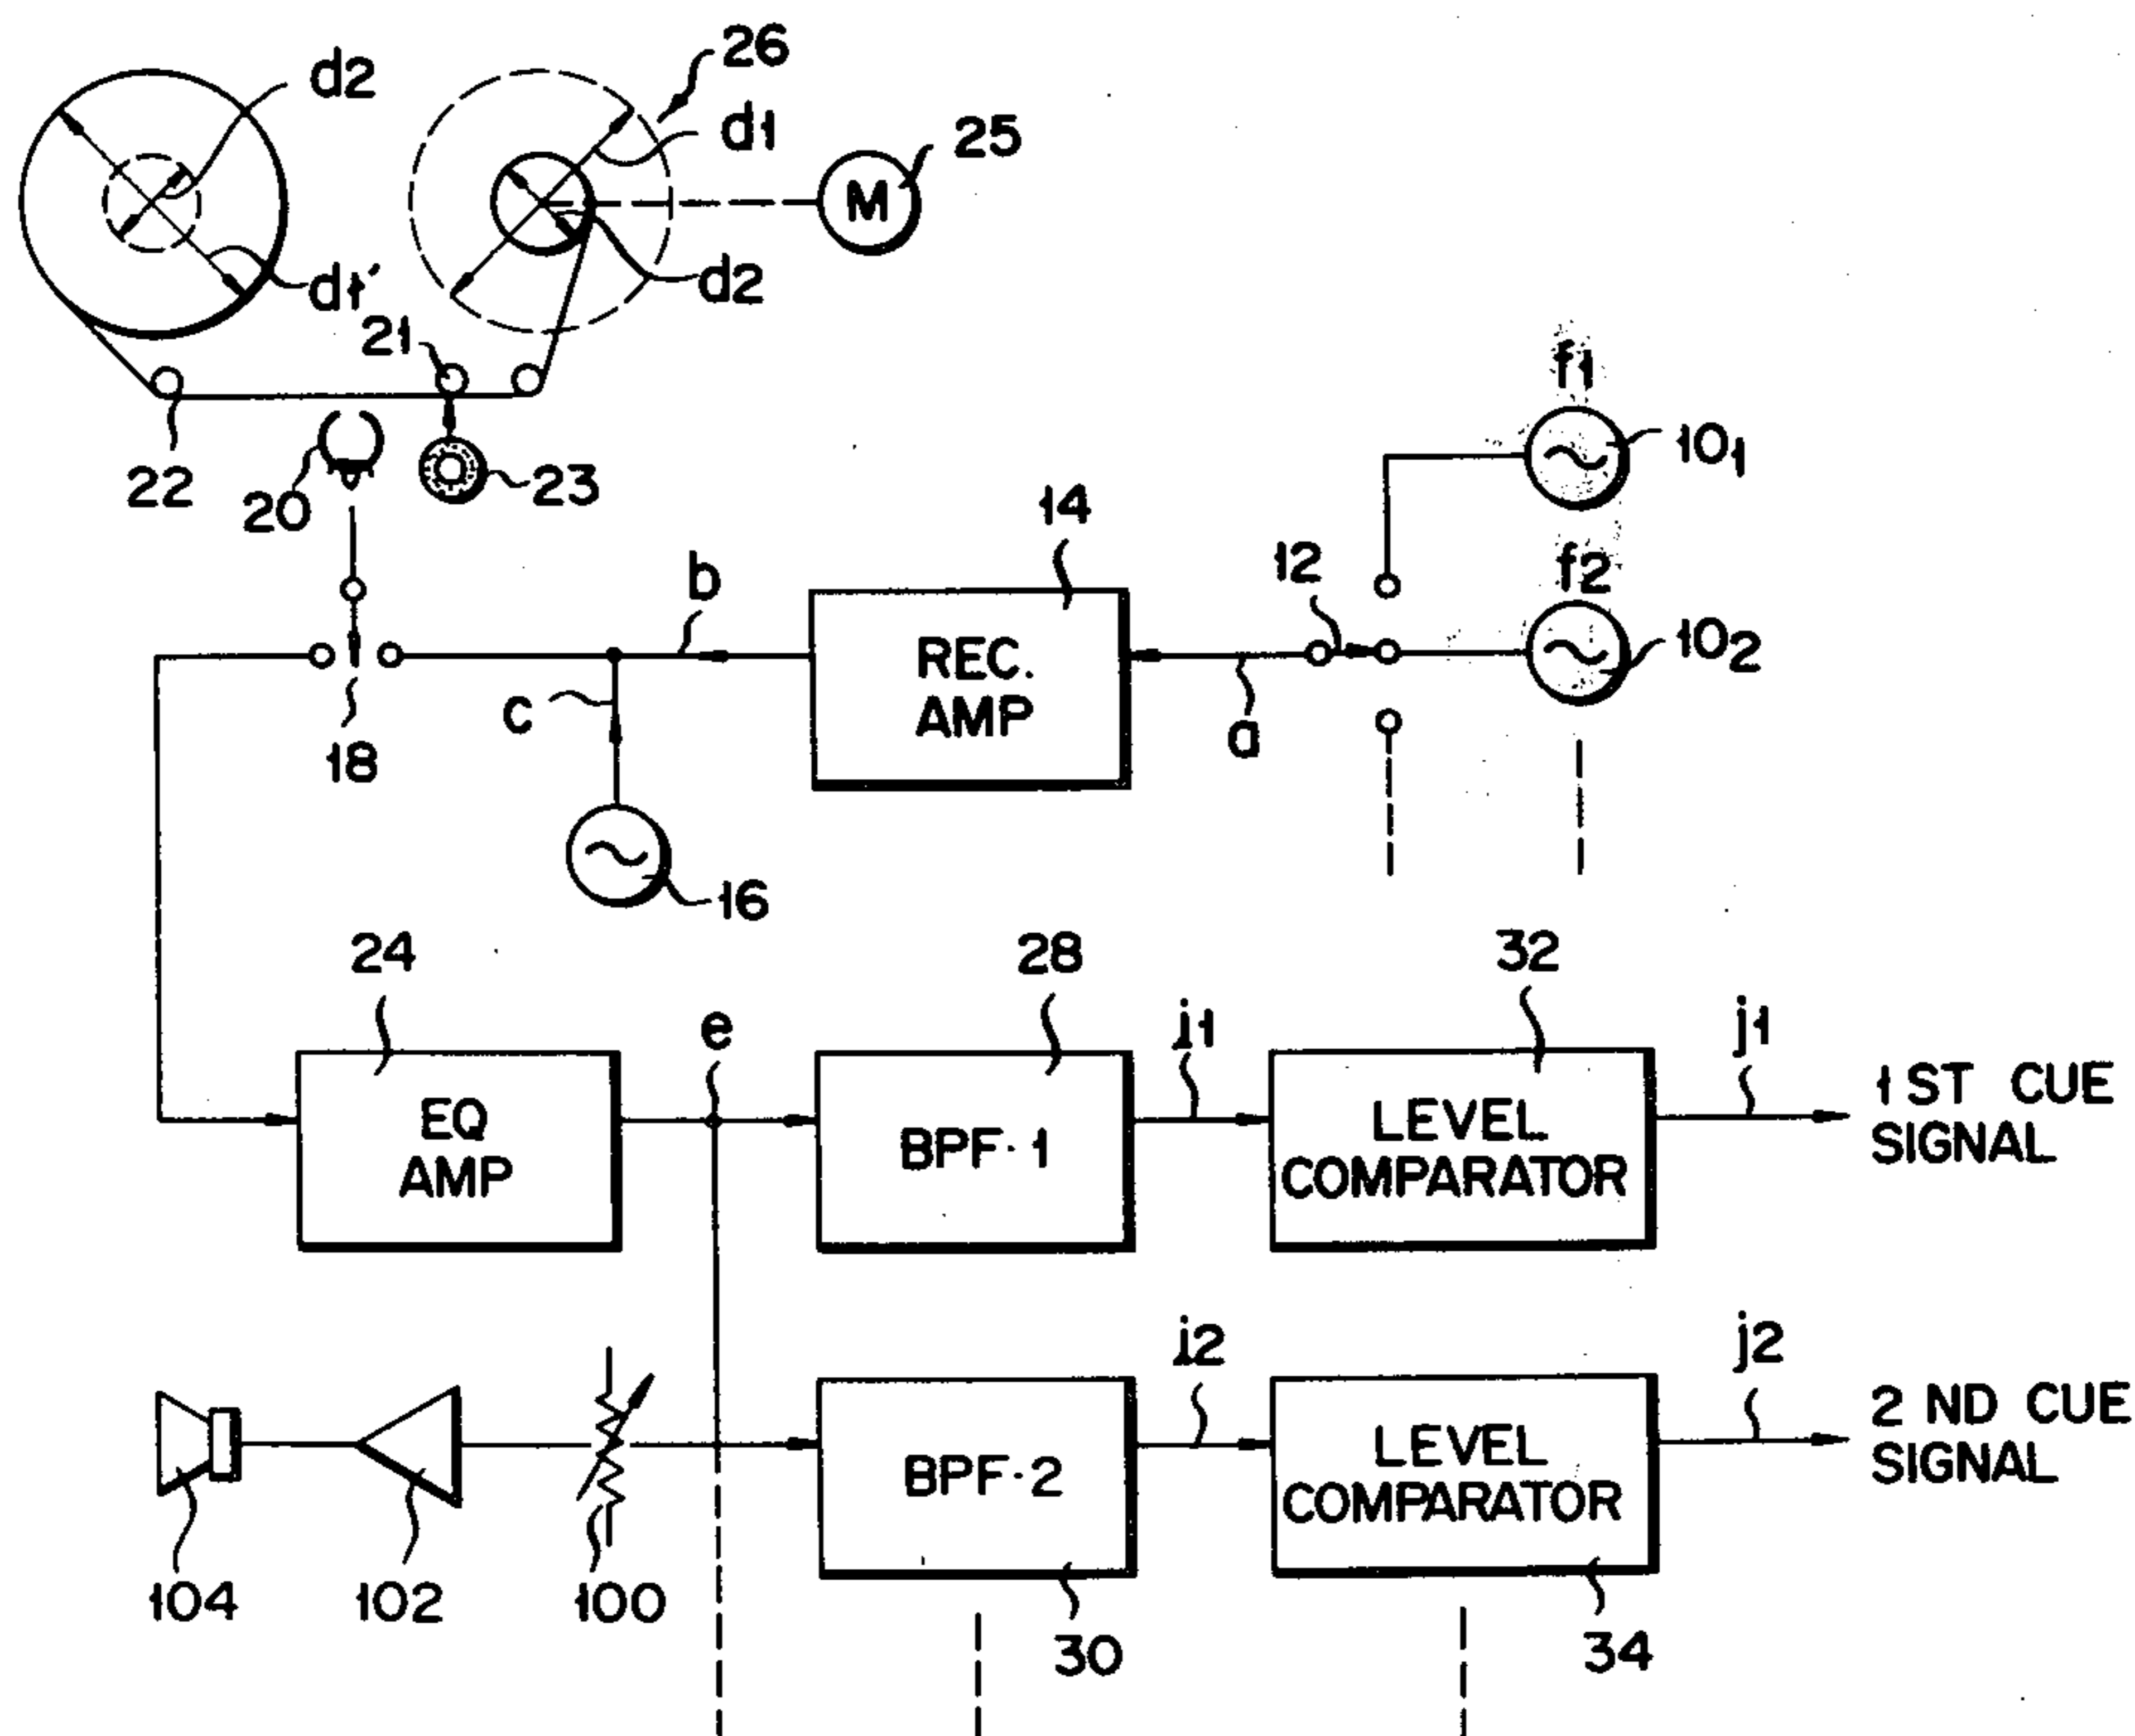 26
d2
d1
25
M
d2
d1'
21
22
20
23
f1
10₁
14
12
f2
b
10₂
REC.
AMP
c
a
18
16
24
28
32
e
i1
j1
EQ
AMP
BPF-1
LEVEL
COMPARATOR
1 ST CUE
SIGNAL
i2
j2
BPF-2
LEVEL
COMPARATOR
2 ND CUE
SIGNAL
104
102
100
30
34